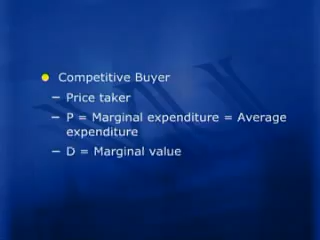 Competitive Buyer
– Price taker
– P = Marginal expenditure = Average
expenditure
– D = Marginal value